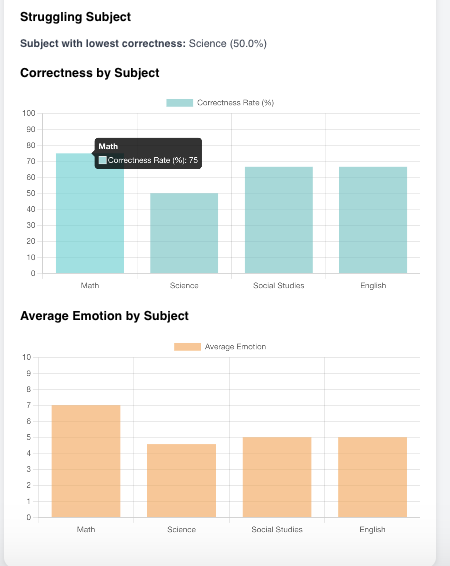 Struggling Subject
Subject with lowest correctness: Science (50.0%)
Correctness by Subject
Correctness Rate (%)
100
90
80
70
60
50
40
30
20
10
0
Math
Correctness Rate (%): 75
Math Science Social Studies English
Average Emotion by Subject
Average Emotion
10
9
8
7
6
5
4
3
2
1
0
Math Science Social Studies English